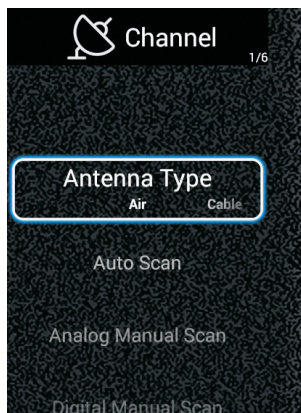 Channel
1/6
Antenna Type
Air Cable
Auto Scan
Analog Manual Scan
Digital Manual Scan